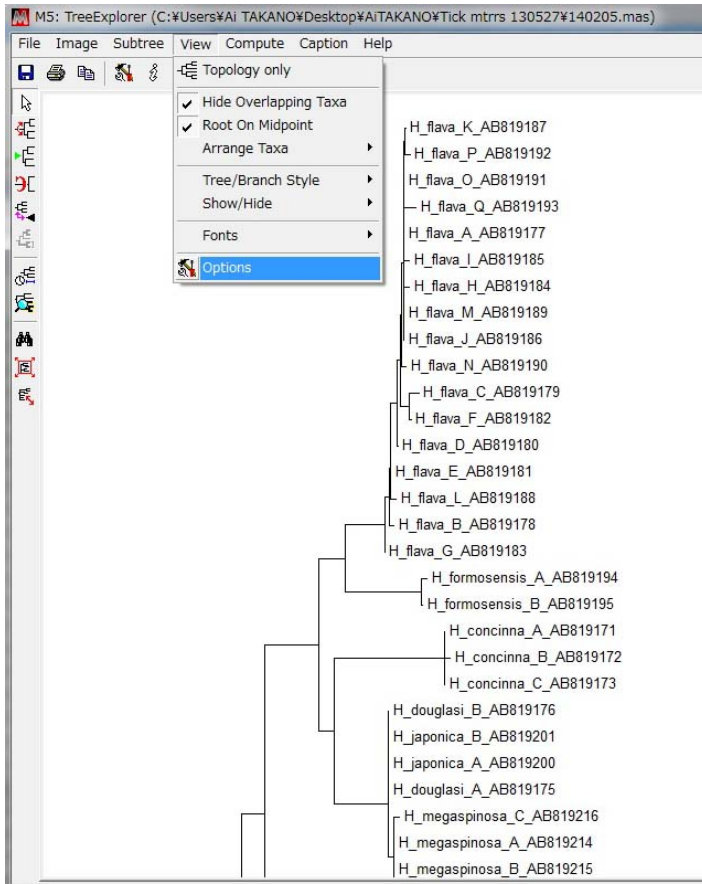 M5: TreeExplorer (C:¥Users¥Ai TAKANO¥Desktop¥AiTAKANO¥Tick mtrrs 130527¥140205.mas)
File Image Subtree View Compute Caption Help
Topology only
Hide Overlapping Taxa
Root On Midpoint
Arrange Taxa
Tree/Branch Style
Show/Hide
Fonts
Options
H_flava_K_AB819187
H_flava_P_AB819192
H_flava_O_AB819191
H_flava_Q_AB819193
H_flava_A_AB819177
H_flava_I_AB819185
H_flava_H_AB819184
H_flava_M_AB819189
H_flava_J_AB819186
H_flava_N_AB819190
H_flava_C_AB819179
H_flava_F_AB819182
H_flava_D_AB819180
H_flava_E_AB819181
H_flava_L_AB819188
H_flava_B_AB819178
H_flava_G_AB819183
H_formosensis_A_AB819194
H_formosensis_B_AB819195
H_concinna_A_AB819171
H_concinna_B_AB819172
H_concinna_C_AB819173
H_douglasi_B_AB819176
H_japonica_B_AB819201
H_japonica_A_AB819200
H_douglasi_A_AB819175
H_megaspinosa_C_AB819216
H_megaspinosa_A_AB819214
H_megaspinosa_B_AB819215